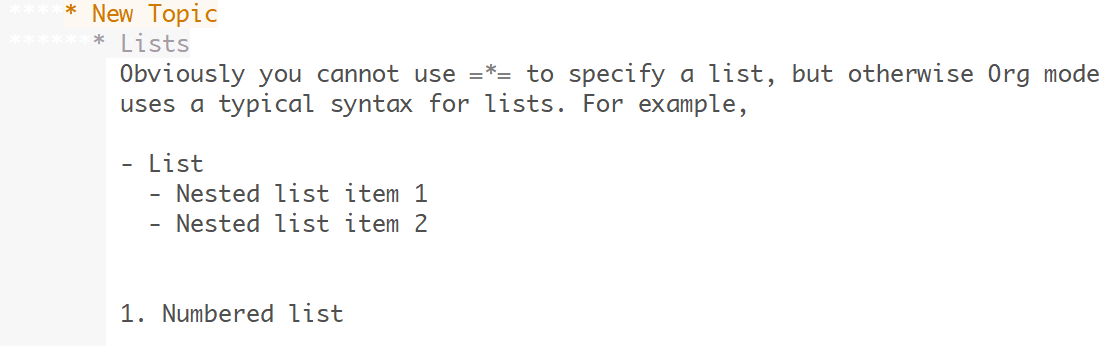 ***** New Topic
******* Lists
Obviously you cannot use =*= to specify a list, but otherwise Org mode
uses a typical syntax for lists. For example,
- List
- Nested list item 1
- Nested list item 2
1. Numbered list